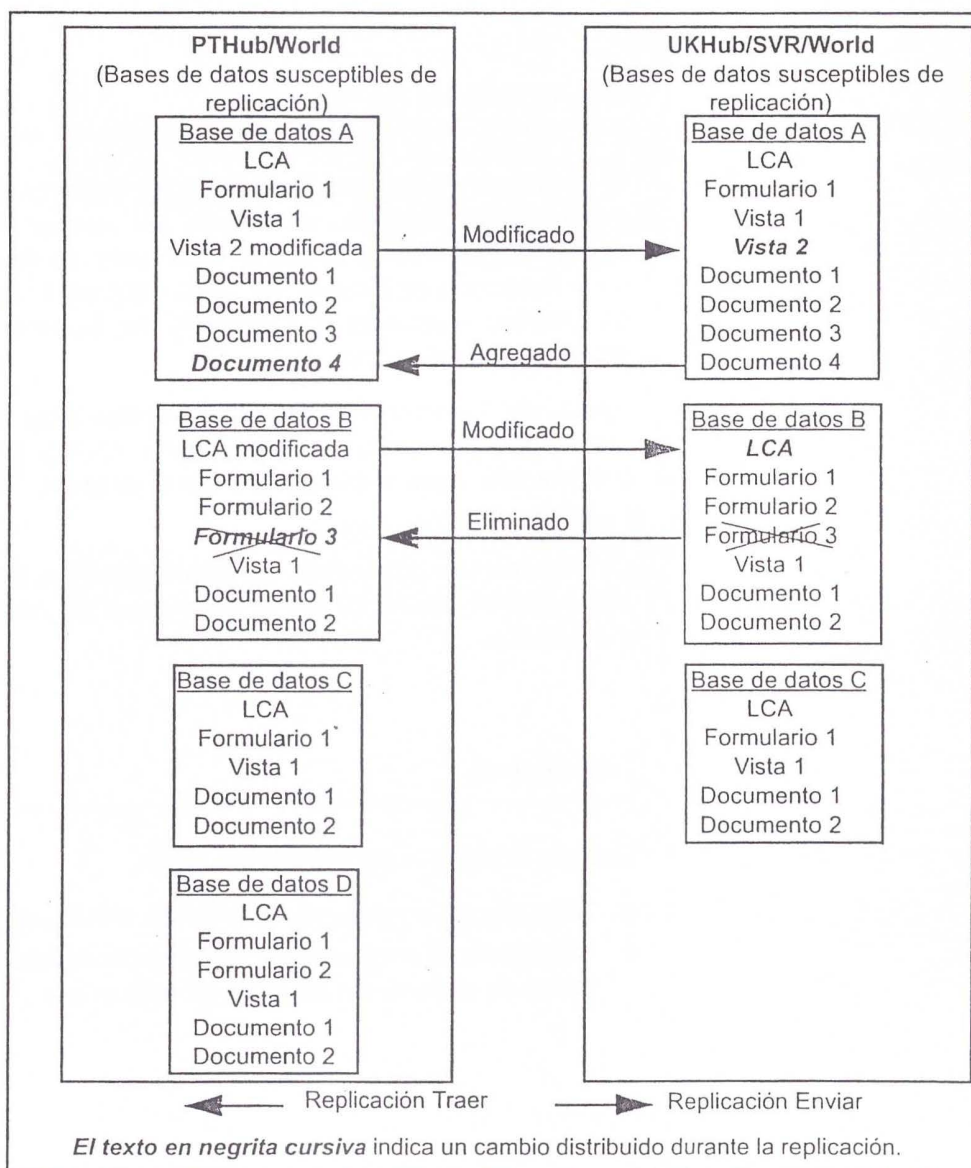 PTHub/World
(Bases de datos susceptibles de
replicación)
Base de datos A
LCA
Formulario 1
Vista 1
Vista 2 modificada
Documento 1
Documento 2
Documento 3
Documento 4
Base de datos B
LCA modificada
Formulario 1
Formulario 2
Formulario 3
Vista 1
Documento 1
Documento 2
Base de datos C
LCA
Formulario 1
Vista 1
Documento 1
Documento 2
Base de datos D
LCA
Formulario 1
Formulario 2
Vista 1
Documento 1
Documento 2
Modificado
Agregado
Modificado
Eliminado
UKHub/SVR/World
(Bases de datos susceptibles de
replicación)
Base de datos A
LCA
Formulario 1
Vista 1
Vista 2
Documento 1
Documento 2
Documento 3
Documento 4
Base de datos B
LCA
Formulario 1
Formulario 2
Formulario 3
Vista 1
Documento 1
Documento 2
Base de datos C
LCA
Formulario 1
Vista 1
Documento 1
Documento 2
Replicación Traer
Replicación Enviar
El texto en negrita cursiva indica un cambio distribuido durante la replicación.